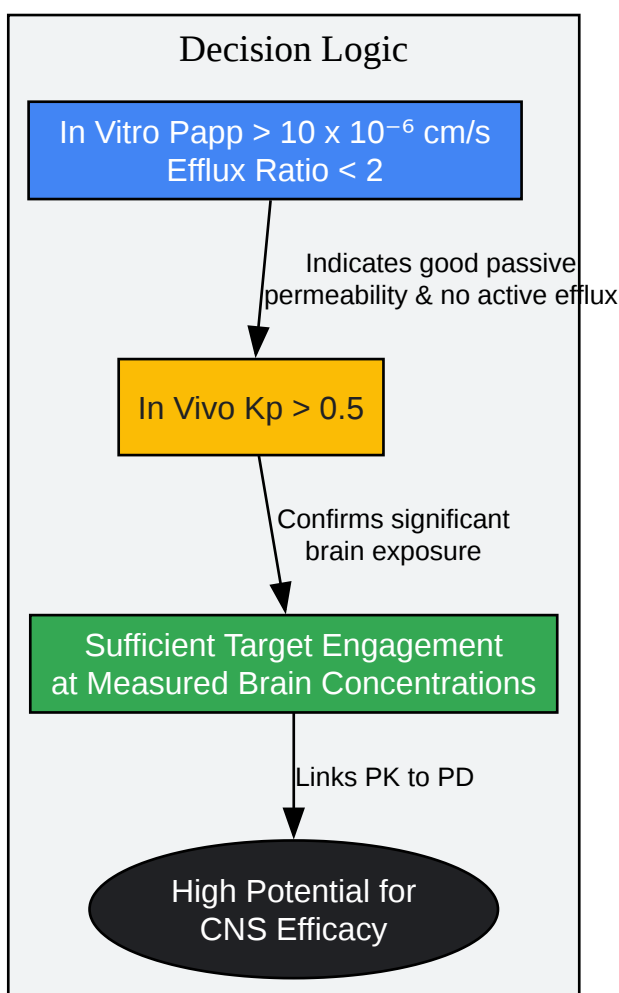 Decision Logic
In Vitro Papp > 10 x 10⁻⁶ cm/s
Efflux Ratio < 2
Indicates good passive
permeability & no active efflux
In Vivo Kp > 0.5
Confirms significant
brain exposure
Sufficient Target Engagement
at Measured Brain Concentrations
Links PK to PD
High Potential for
CNS Efficacy